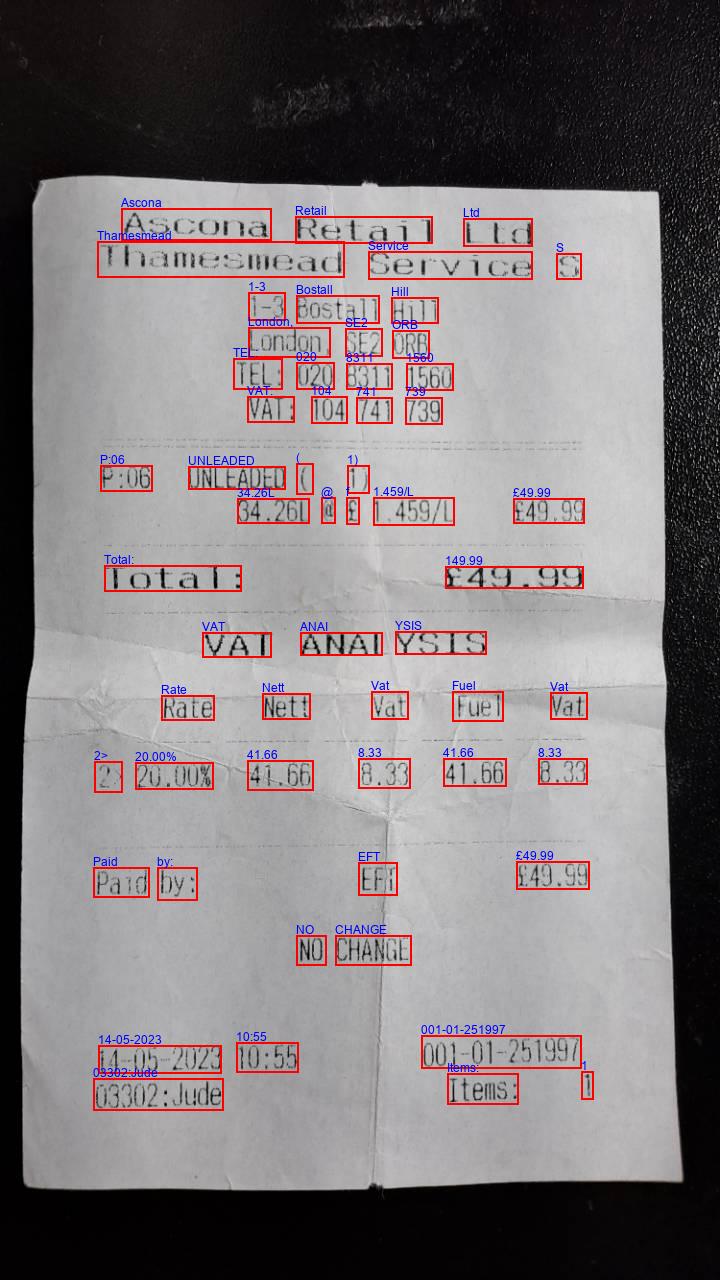 Ascona Retail Ltd
Thamesmead Service S
1-3 Bostall Hill
London, SE2 0RB
TEL: 020 8311 1560
VAT: 104 741 739
P:06 UNLEADED ( 1)
34.26L @ £ 1.459/L £49.99
Total: £49.99
VAT ANALYSIS
Rate Nett Vat Fuel Vat
2> 20.00% 41.66 8.33 41.66 8.33
Paid by: EFT £49.99
NO CHANGE
14-05-2023 10:55 001-01-251997
03302:Jude Items: 1